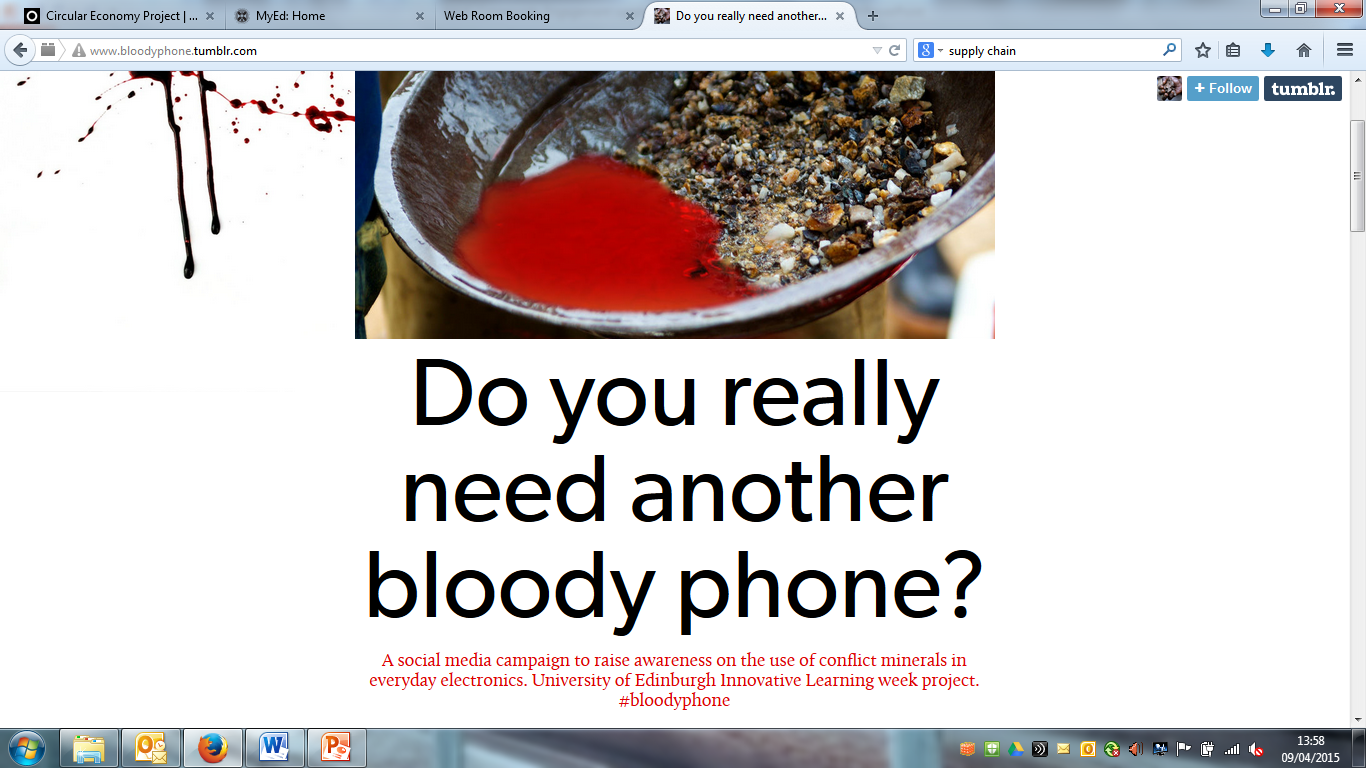 Circular Economy Project | ...
MyEd: Home
Web Room Booking
Do you really need another...
www.bloodyphone.tumblr.com
supply chain
+ Follow
tumblr.
Do you really
need another
bloody phone?
A social media campaign to raise awareness on the use of conflict minerals in
everyday electronics. University of Edinburgh Innovative Learning week project.
#bloodyphone
13:58
09/04/2015